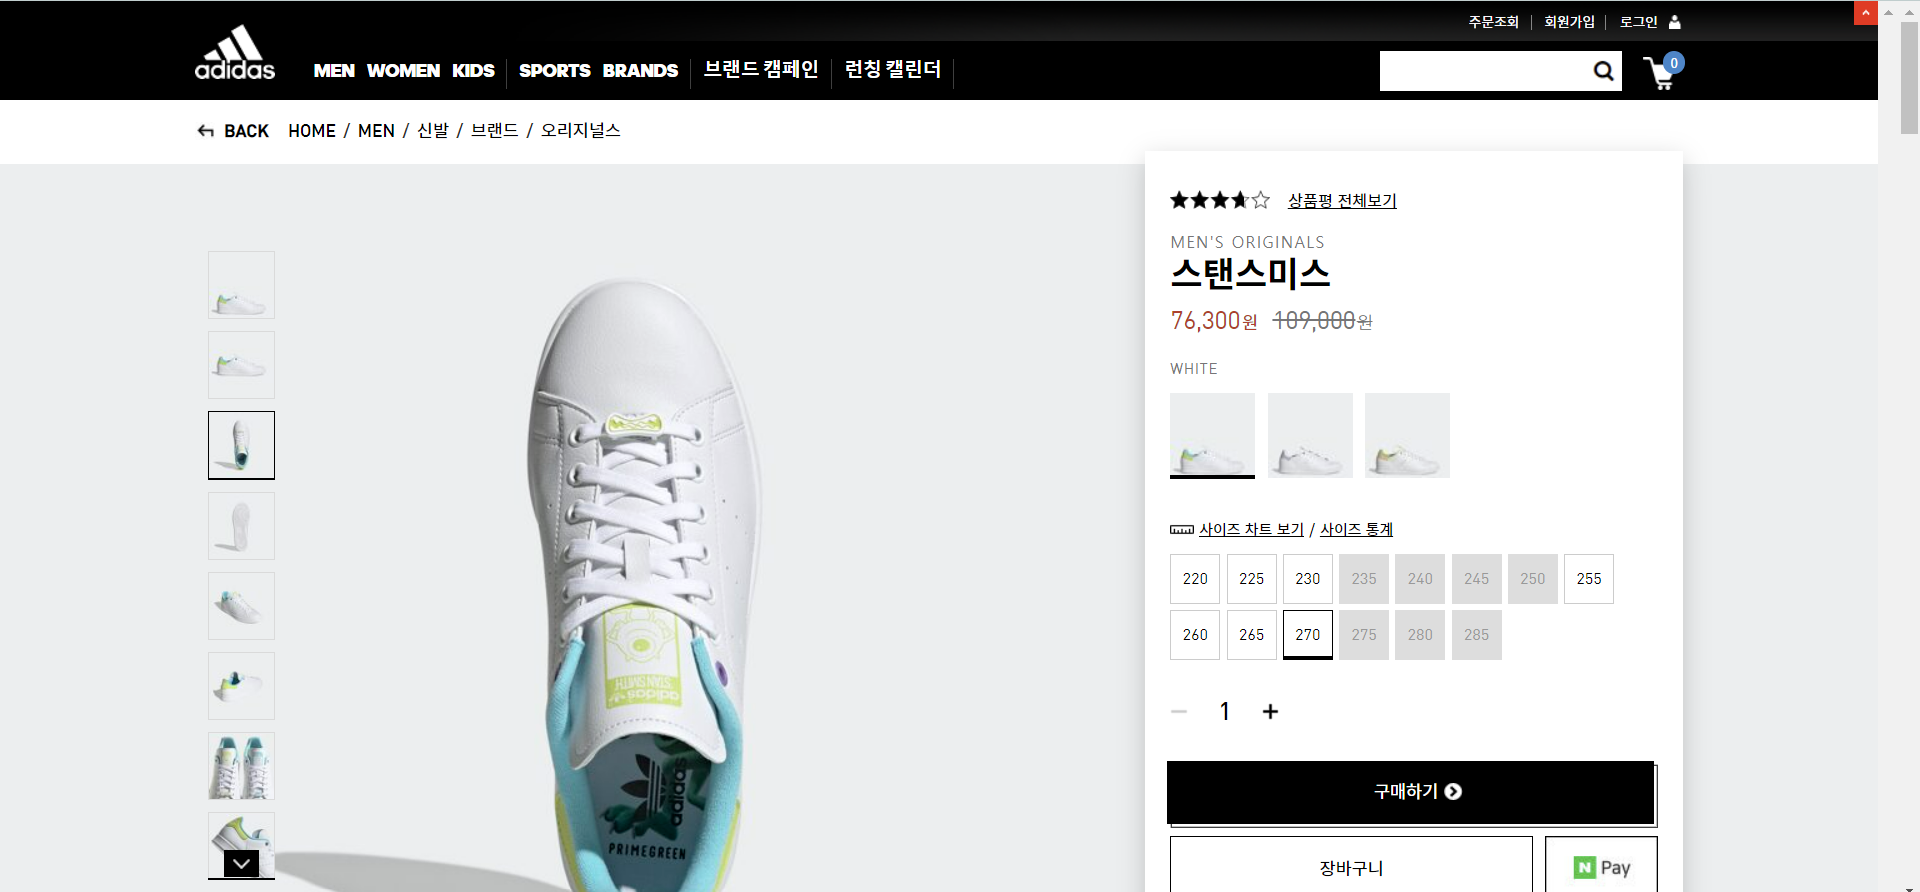 주문조회 회원가입 로그인
adidas
MEN WOMEN KIDS SPORTS BRANDS 브랜드 캠페인 런칭 캘린더
0
BACK HOME / MEN / 신발 / 브랜드 / 오리지널스
상품평 전체보기
MEN'S ORIGINALS
스탠스미스
76,300원 109,000원
WHITE
사이즈 차트 보기 / 사이즈 통계
220 225 230 235 240 245 250 255
260 265 270 275 280 285
1
구매하기
장바구니
N Pay
STAN SMITH
adidas
adidas
PRIMEGREEN